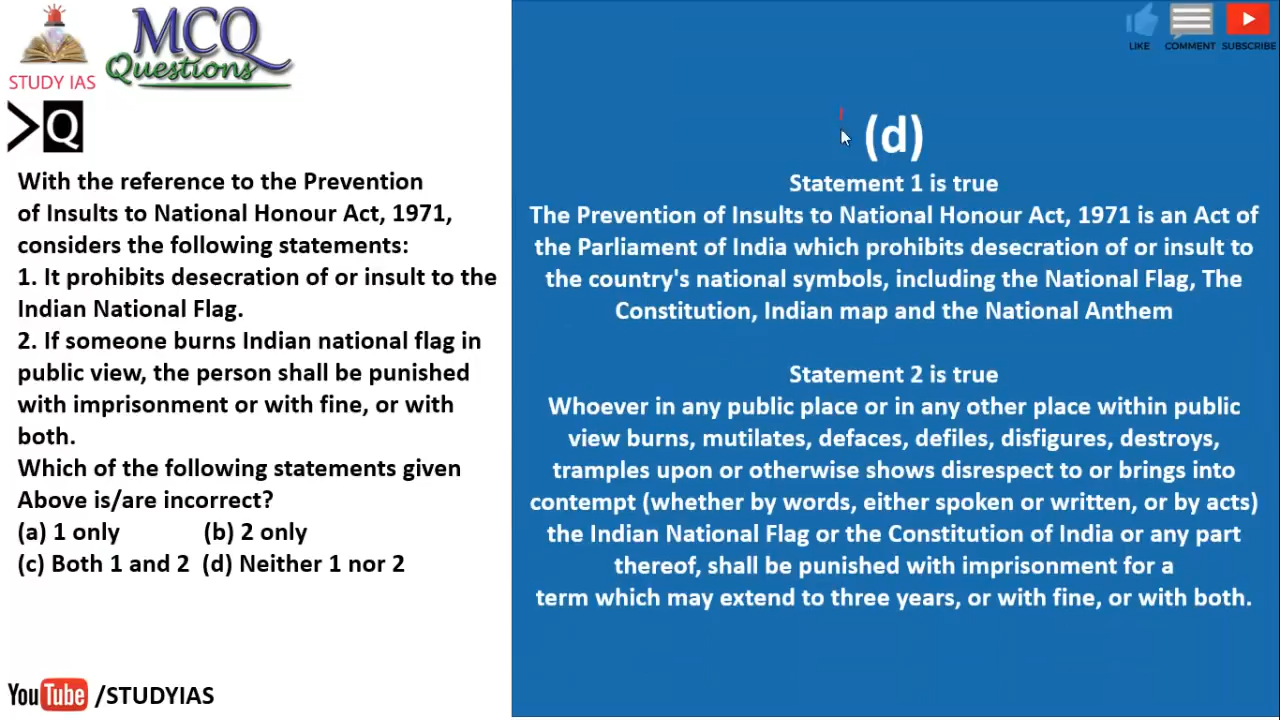 STUDY IAS
MCQ
Questions
>Q
With the reference to the Prevention
of Insults to National Honour Act, 1971,
considers the following statements:
1. It prohibits desecration of or insult to the
Indian National Flag.
2. If someone burns Indian national flag in
public view, the person shall be punished
with imprisonment or with fine, or with
both.
Which of the following statements given
Above is/are incorrect?
(a) 1 only (b) 2 only
(c) Both 1 and 2 (d) Neither 1 nor 2
YouTube /STUDYIAS
LIKE COMMENT SUBSCRIBE
(d)
Statement 1 is true
The Prevention of Insults to National Honour Act, 1971 is an Act of
the Parliament of India which prohibits desecration of or insult to
the country's national symbols, including the National Flag, The
Constitution, Indian map and the National Anthem
Statement 2 is true
Whoever in any public place or in any other place within public
view burns, mutilates, defaces, defiles, disfigures, destroys,
tramples upon or otherwise shows disrespect to or brings into
contempt (whether by words, either spoken or written, or by acts)
the Indian National Flag or the Constitution of India or any part
thereof, shall be punished with imprisonment for a
term which may extend to three years, or with fine, or with both.